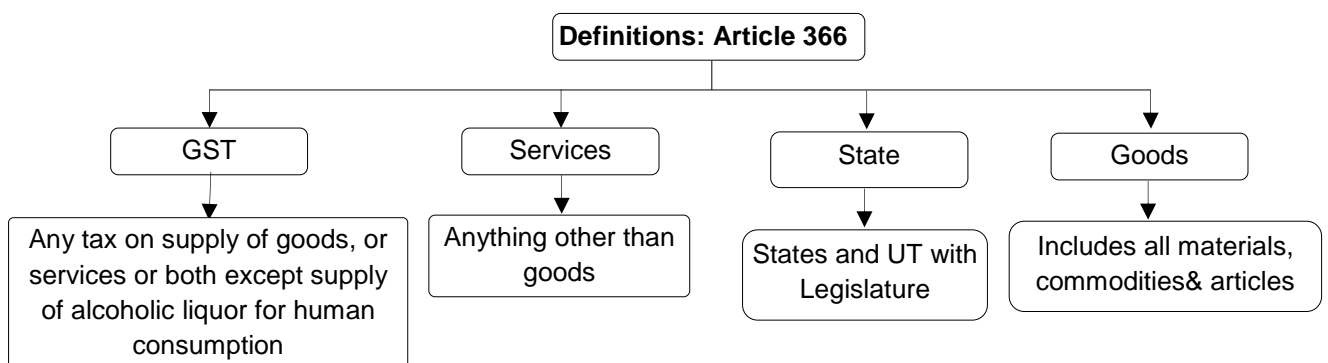 Definitions: Article 366
GST
Services
State
Goods
Any tax on supply of goods, or
services or both except supply
of alcoholic liquor for human
consumption
Anything other than
goods
States and UT with
Legislature
Includes all materials,
commodities& articles